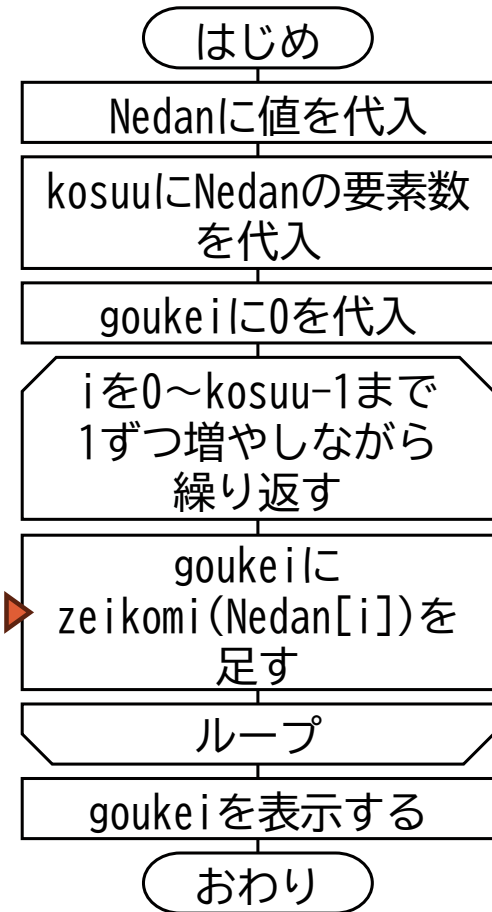 はじめ
Nedanに値を代入
kosuuにNedanの要素数
を代入
goukeiに0を代入
iを0～kosuu-1まで
1ずつ増やしながら
繰り返す
goukeiに
zeikomi(Nedan[i])を
足す
ループ
goukeiを表示する
おわり